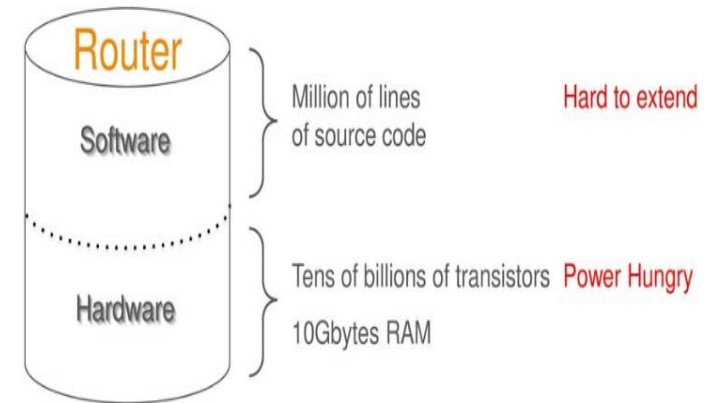 Router
Software
Million of lines
of source code
Hard to extend
Hardware
Tens of billions of transistors
Power Hungry
10Gbytes RAM